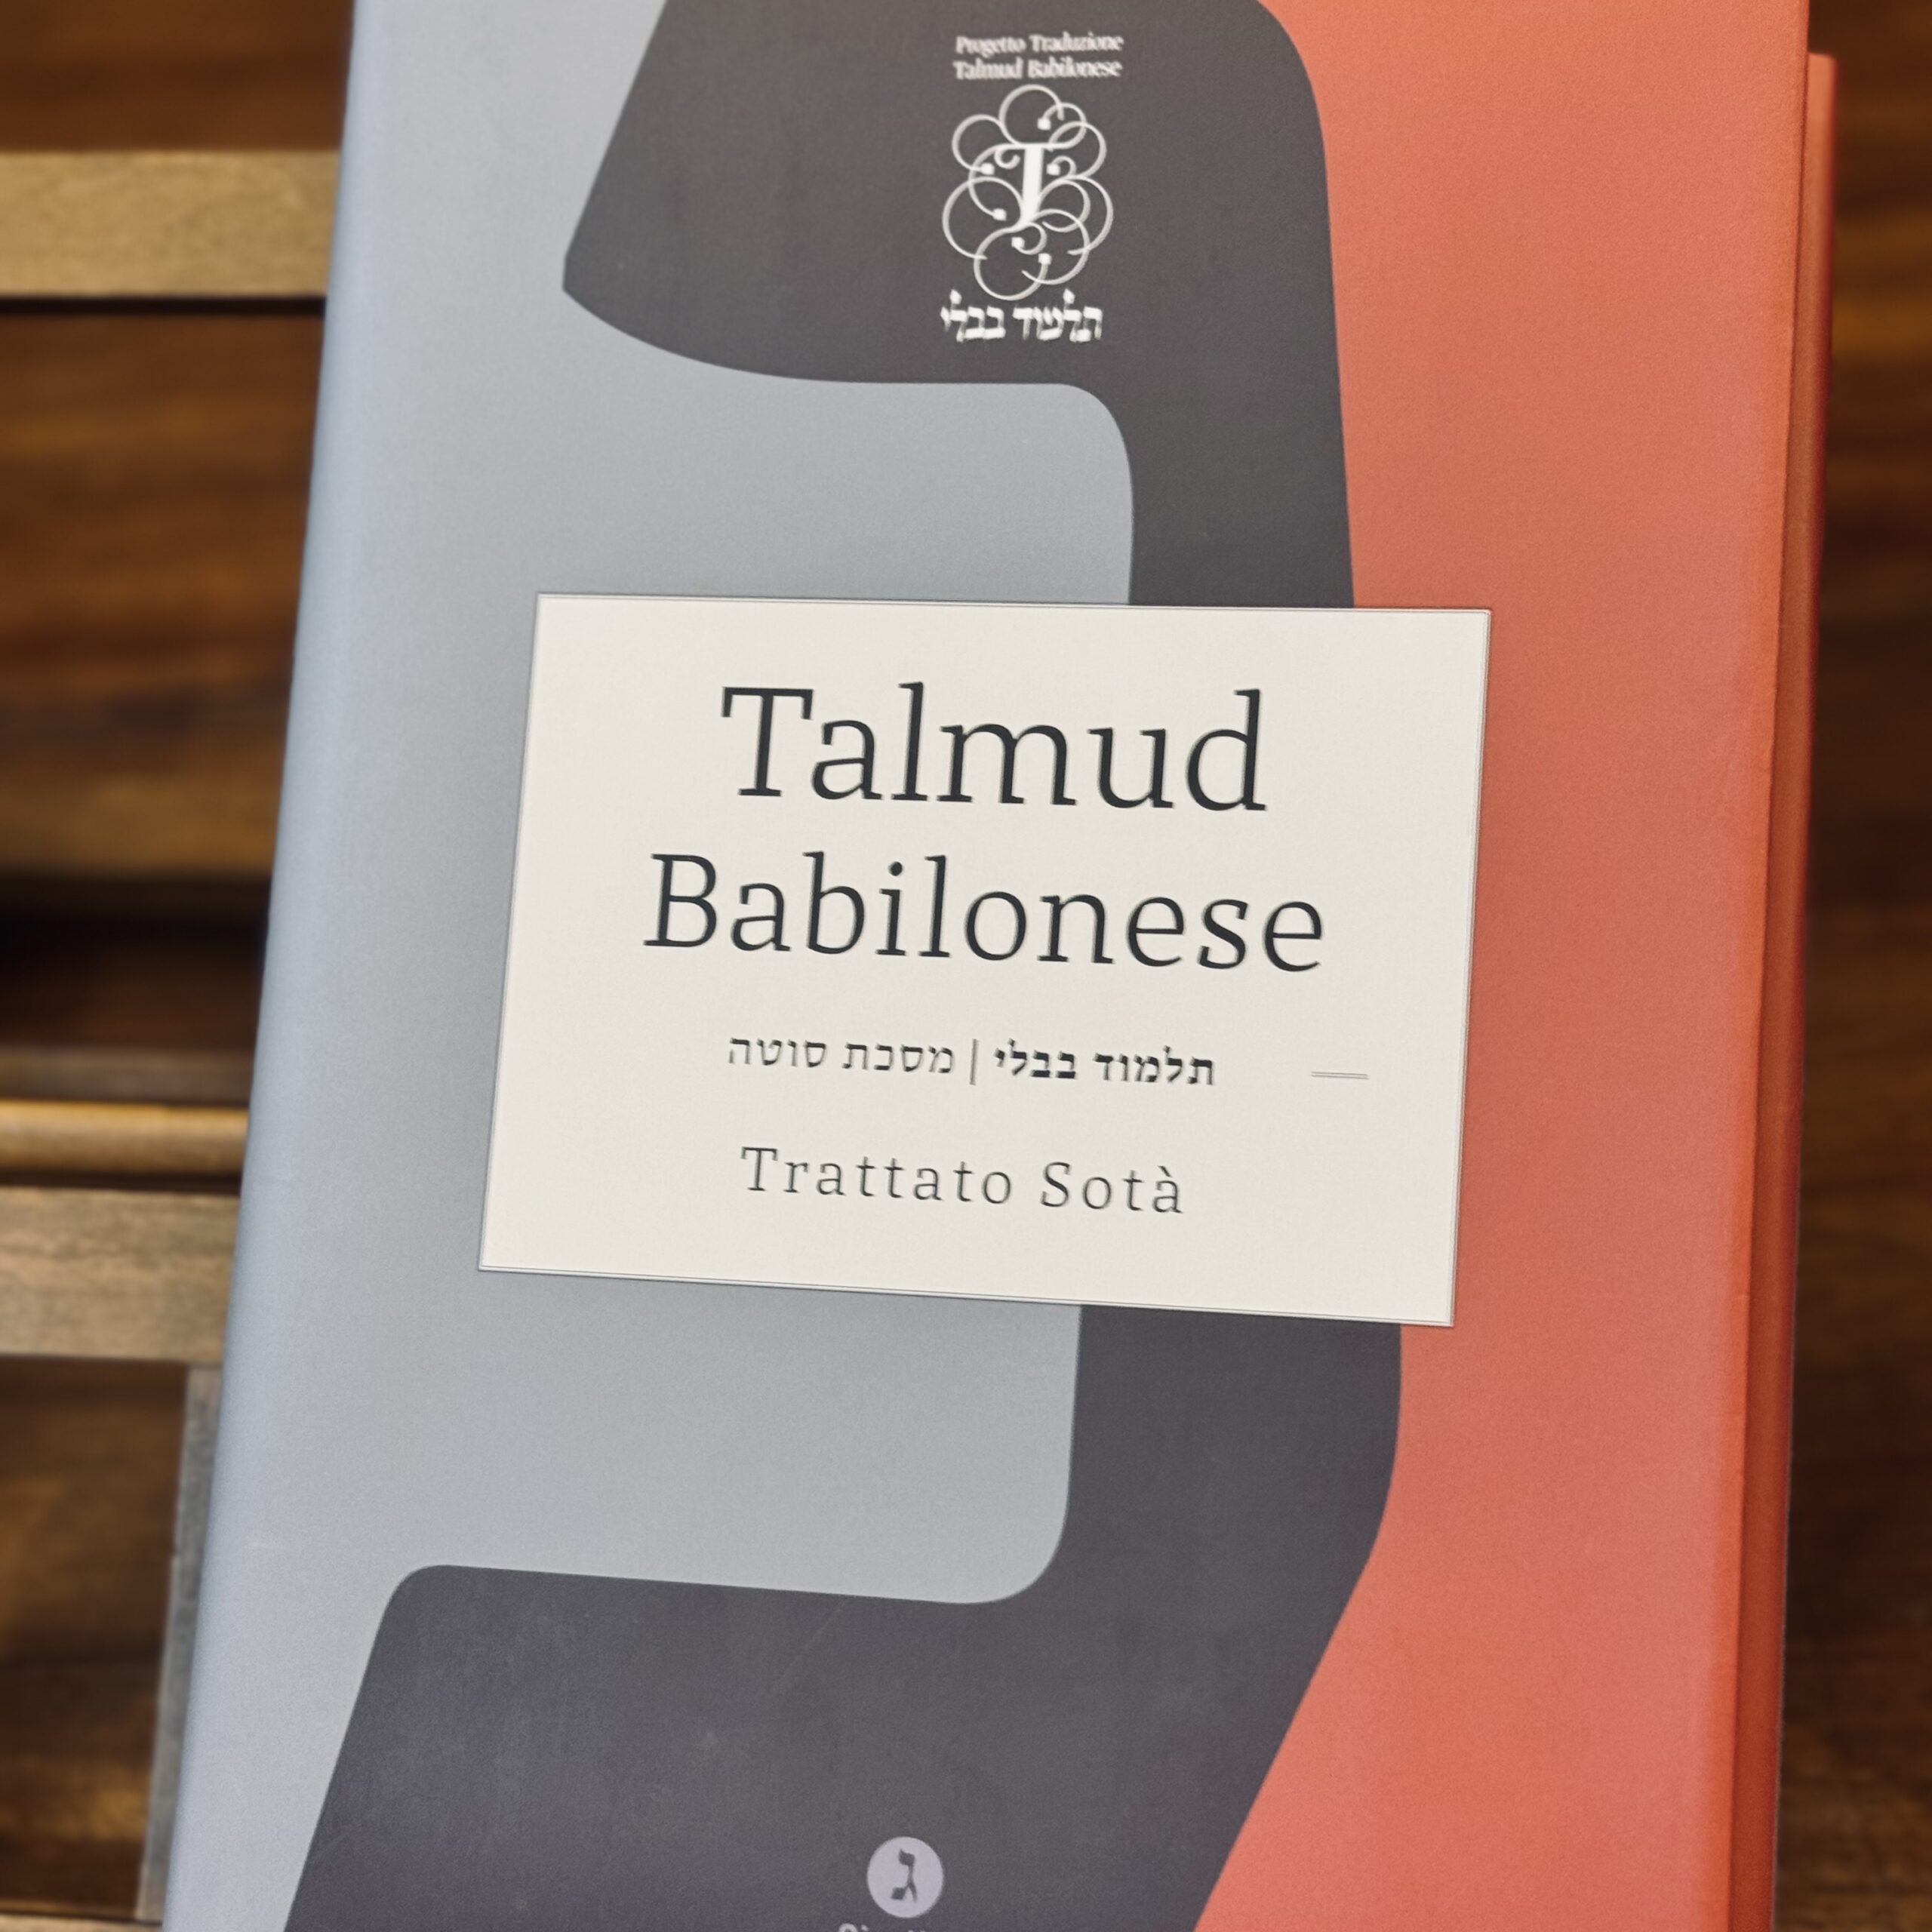 Progetto Traduzione
Talmud Babilonese
T
תלמוד בבלי
Talmud
Babilonese
תלמוד בבלי | מסכת סוטה
Trattato Sotà
ג